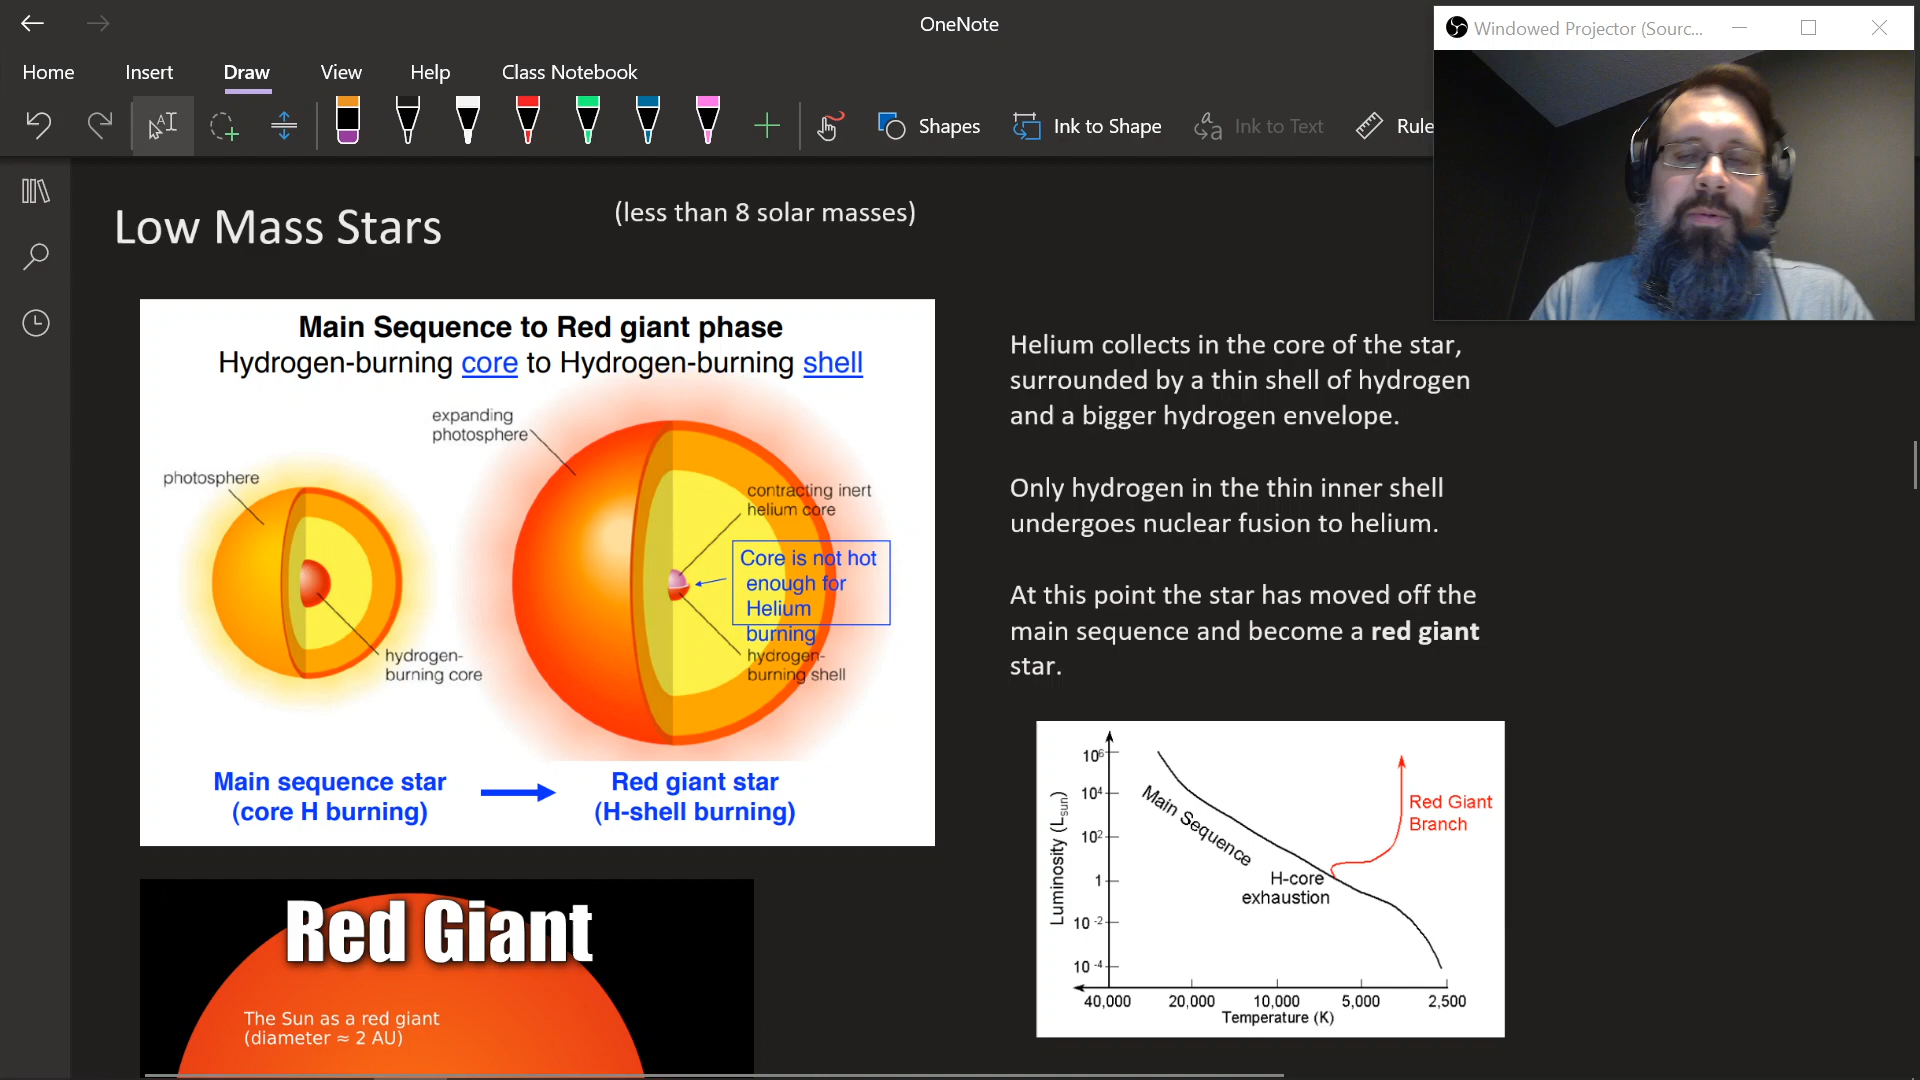 OneNote
Windowed Projector (Sourc...
Home
Insert
Draw
View
Help
Class Notebook
Shapes
Ink to Shape
Ink to Text
Rule
Low Mass Stars
(less than 8 solar masses)
Main Sequence to Red giant phase
Hydrogen-burning core to Hydrogen-burning shell
expanding
photosphere
photosphere
contracting inert
helium core
Core is not hot
enough for
Helium
burning
hydrogen-
burning core
hydrogen-
burning shell
Main sequence star
(core H burning)
Red giant star
(H-shell burning)
Helium collects in the core of the star,
surrounded by a thin shell of hydrogen
and a bigger hydrogen envelope.
Only hydrogen in the thin inner shell
undergoes nuclear fusion to helium.
At this point the star has moved off the
main sequence and become a red giant
star.
Luminosity (Lsun)
10⁶
10⁴
10²
1
10⁻²
10⁻⁴
Main Sequence
Red Giant
Branch
H-core
exhaustion
40,000 20,000 10,000 5,000 2,500
Temperature (K)
Red Giant
The Sun as a red giant
(diameter ≈ 2 AU)